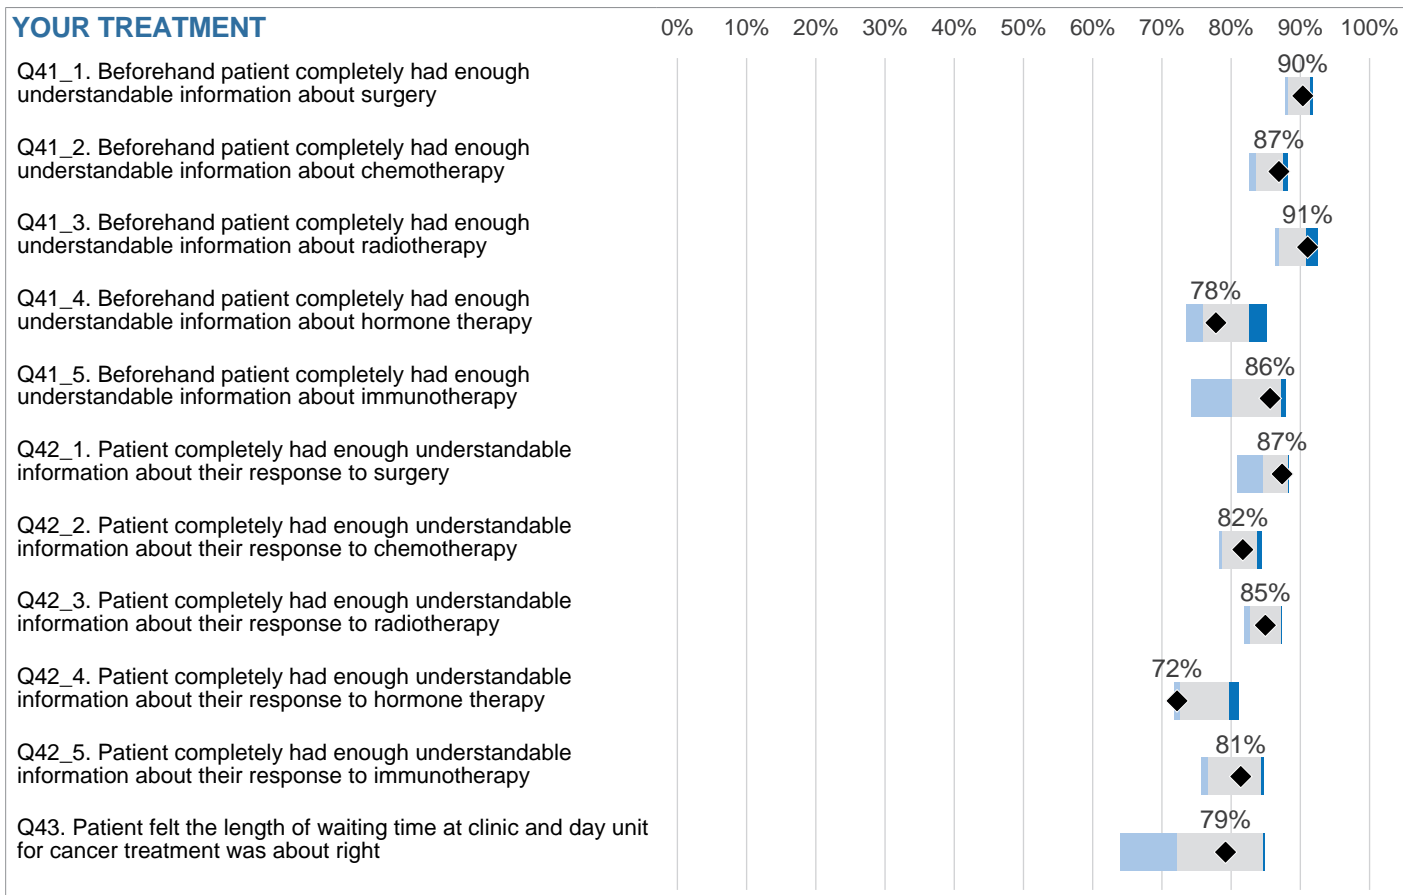 YOUR TREATMENT
0% 10% 20% 30% 40% 50% 60% 70% 80% 90% 100%
Q41_1. Beforehand patient completely had enough
understandable information about surgery
90%
Q41_2. Beforehand patient completely had enough
understandable information about chemotherapy
87%
Q41_3. Beforehand patient completely had enough
understandable information about radiotherapy
91%
Q41_4. Beforehand patient completely had enough
understandable information about hormone therapy
78%
Q41_5. Beforehand patient completely had enough
understandable information about immunotherapy
86%
Q42_1. Patient completely had enough understandable
information about their response to surgery
87%
Q42_2. Patient completely had enough understandable
information about their response to chemotherapy
82%
Q42_3. Patient completely had enough understandable
information about their response to radiotherapy
85%
Q42_4. Patient completely had enough understandable
information about their response to hormone therapy
72%
Q42_5. Patient completely had enough understandable
information about their response to immunotherapy
81%
Q43. Patient felt the length of waiting time at clinic and day unit
for cancer treatment was about right
79%